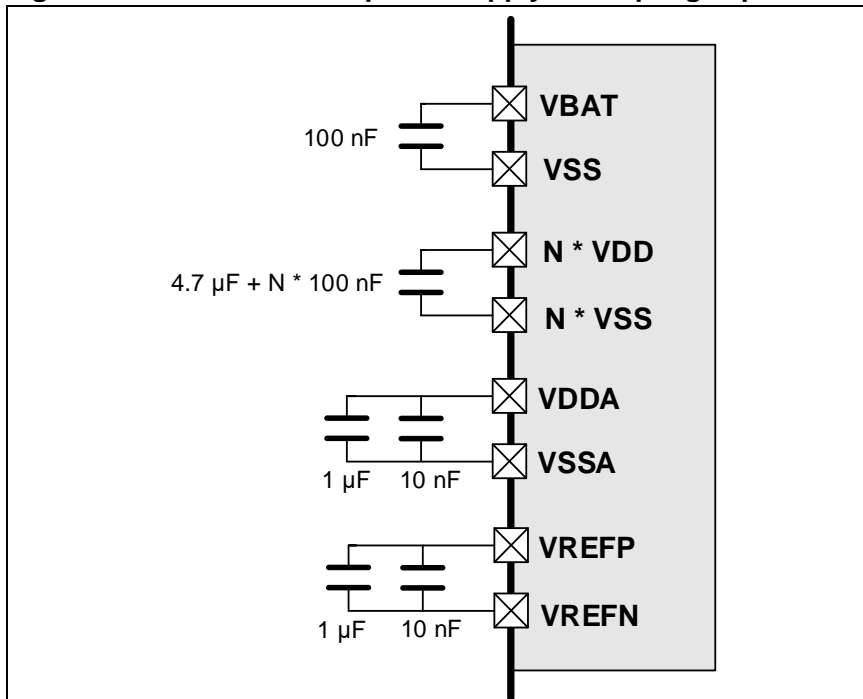 100 nF
VBAT
VSS
4.7 µF + N * 100 nF
N * VDD
N * VSS
VDDA
VSSA
1 µF 10 nF
VREFP
VREFN
1 µF 10 nF